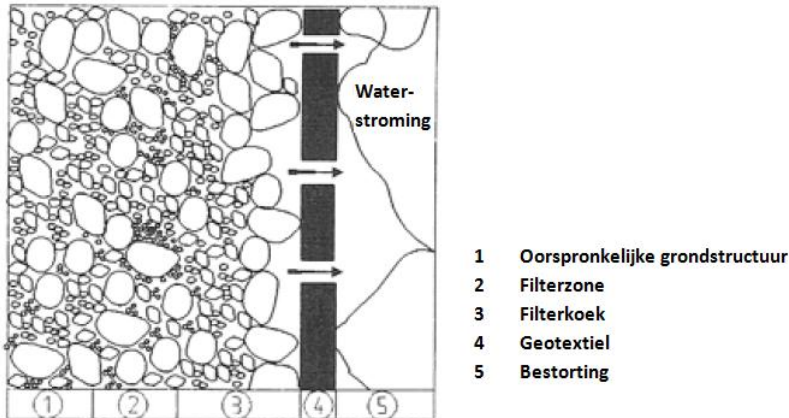 Water-
stroming
1 2 3 4 5
1 Oorspronkelijke grondstructuur
2 Filterzone
3 Filterkoek
4 Geotextiel
5 Bestorting